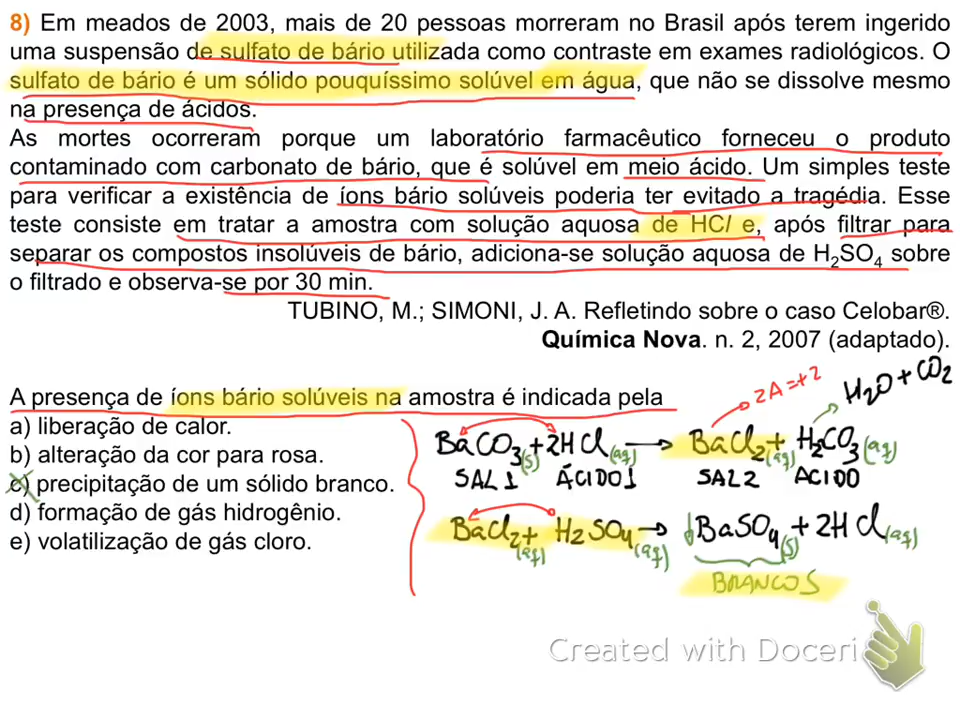 8) Em meados de 2003, mais de 20 pessoas morreram no Brasil após terem ingerido
uma suspensão de sulfato de bário utilizada como contraste em exames radiológicos. O
sulfato de bário é um sólido pouquíssimo solúvel em água, que não se dissolve mesmo
na presença de ácidos.
As mortes ocorreram porque um laboratório farmacêutico forneceu o produto
contaminado com carbonato de bário, que é solúvel em meio ácido. Um simples teste
para verificar a existência de íons bário solúveis poderia ter evitado a tragédia. Esse
teste consiste em tratar a amostra com solução aquosa de HCl e, após filtrar para
separar os compostos insolúveis de bário, adiciona-se solução aquosa de H₂SO₄ sobre
o filtrado e observa-se por 30 min.
TUBINO, M.; SIMONI, J. A. Refletindo sobre o caso Celobar®.
Química Nova. n. 2, 2007 (adaptado).
2A=+2 H₂O+CO₂
A presença de íons bário solúveis na amostra é indicada pela
a) liberação de calor.
b) alteração da cor para rosa.
c) precipitação de um sólido branco.
d) formação de gás hidrogênio.
e) volatilização de gás cloro.
BaCO₃(s)+2HCl(aq) → BaCl₂(aq)+H₂CO₃(aq)
SAL1 ÁCIDO1 SAL2 ACIDO
BaCl₂(aq)+H₂SO₄(aq) → ↓BaSO₄(s)+2HCl(aq)
BRANCOS
Created with Doceri